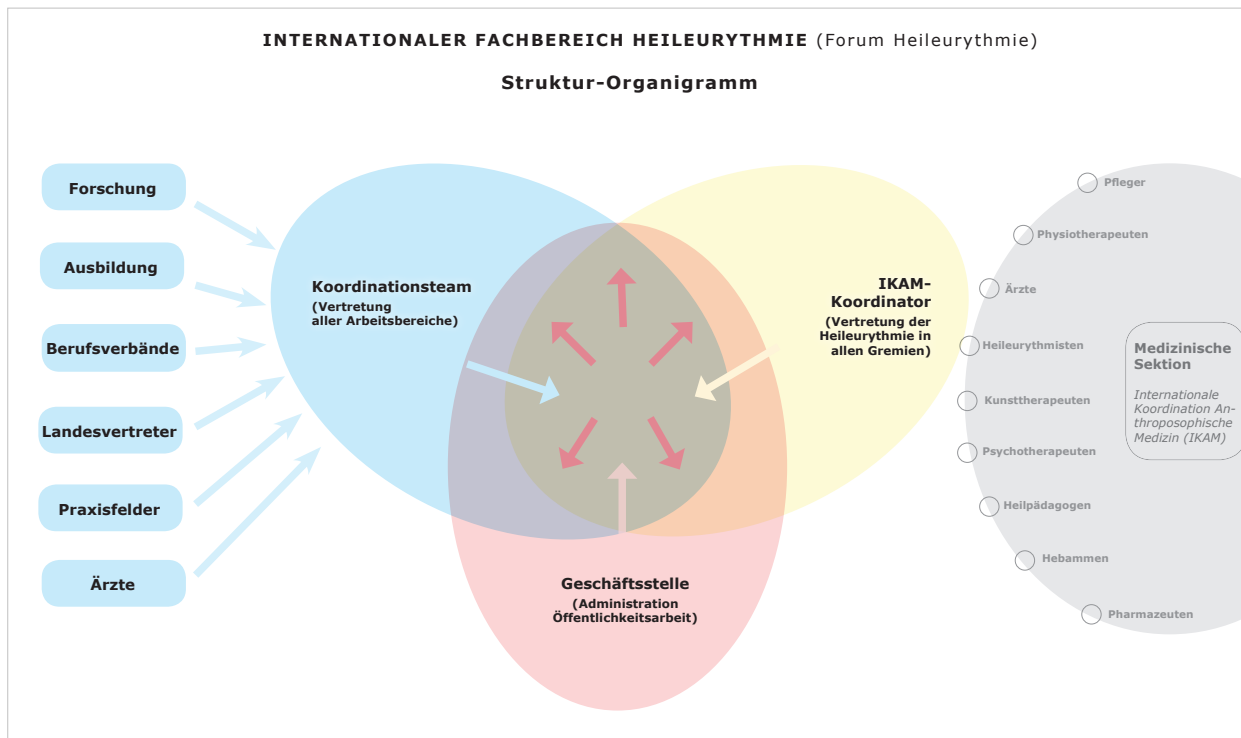 INTERNATIONALER FACHBEREICH HEILEURYTHMIE (Forum Heileurythmie)
Struktur-Organigramm
Forschung
Ausbildung
Berufsverbände
Landesvertreter
Praxisfelder
Ärzte
Koordinationsteam
(Vertretung
aller Arbeitsbereiche)
IKAM-
Koordinator
(Vertretung der
Heileurythmie in
allen Gremien)
Geschäftsstelle
(Administration
Öffentlichkeitsarbeit)
Pfleger
Physiotherapeuten
Ärzte
Heileurythmisten
Kunsttherapeuten
Psychotherapeuten
Heilpädagogen
Hebammen
Pharmazeuten
Medizinische
Sektion
Internationale
Koordination An-
throposophische
Medizin (IKAM)